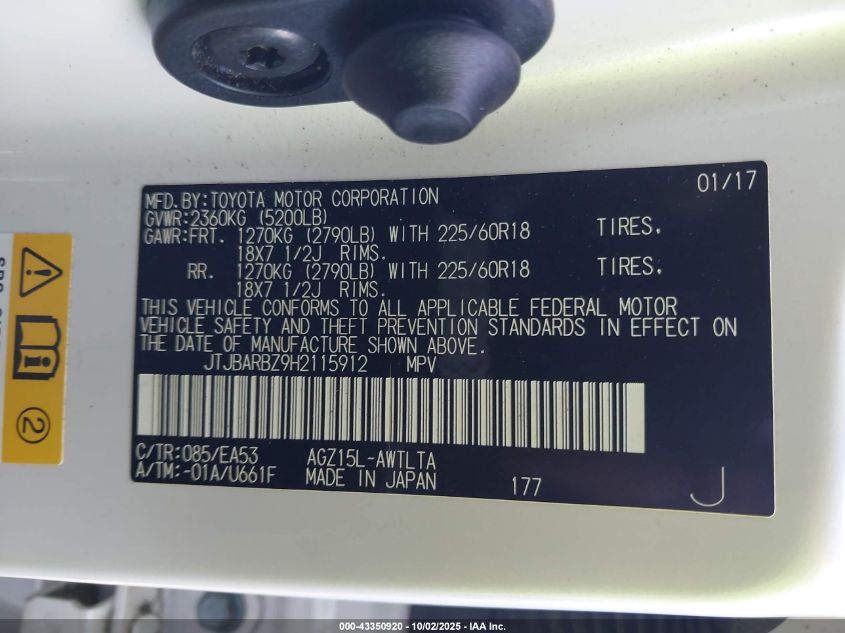 01/17
MFD.BY:TOYOTA MOTOR CORPORATION
GVWR:2360KG (5200LB)
GAWR:FRT. 1270KG (2790LB) WITH 225/60R18 TIRES.
18X7 1/2J RIMS.
RR. 1270KG (2790LB) WITH 225/60R18 TIRES.
18X7 1/2J RIMS.
THIS VEHICLE CONFORMS TO ALL APPLICABLE FEDERAL MOTOR
VEHICLE SAFETY AND THEFT PREVENTION STANDARDS IN EFFECT ON
THE DATE OF MANUFACTURE SHOWN ABOVE.
JTJBARBZ9H2115912 MPV
C/TR:085/EA53 AGZ15L-AWTLTA
A/TM:-01A/U661F MADE IN JAPAN 177
J
2
000-43350920 - 10/02/2025 - IAA Inc.